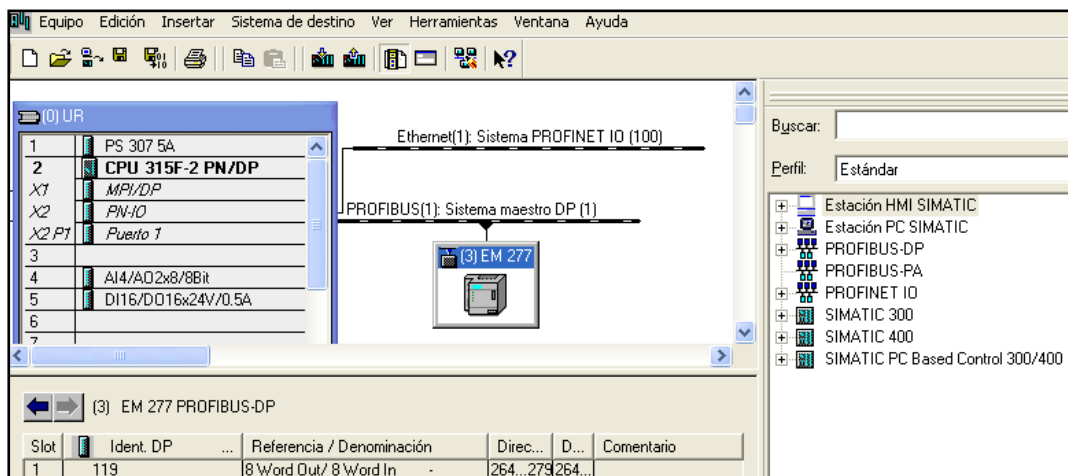 Equipo Edición Insertar Sistema de destino Ver Herramientas Ventana Ayuda
(0) UR
1 PS 307 5A
2 CPU 315F-2 PN/DP
X1 MPI/DP
X2 PN-IO
X2 P1 Puerto 1
3
4 AI4/AO2x8/8Bit
5 DI16/DO16x24V/0.5A
6
7
Ethernet(1): Sistema PROFINET IO (100)
PROFIBUS(1): Sistema maestro DP (1)
(3) EM 277
Buscar:
Perfil: Estándar
Estación HMI SIMATIC
Estación PC SIMATIC
PROFIBUS-DP
PROFIBUS-PA
PROFINET IO
SIMATIC 300
SIMATIC 400
SIMATIC PC Based Control 300/400
(3) EM 277 PROFIBUS-DP
Slot Ident. DP ... Referencia / Denominación Direc... D... Comentario
1 119 8 Word Out/ 8 Word In - 264...279 264...